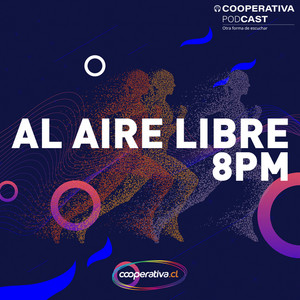 COOPERATIVA
PODCAST
Otra forma de escuchar
AL AIRE LIBRE
8PM
cooperativa.cl